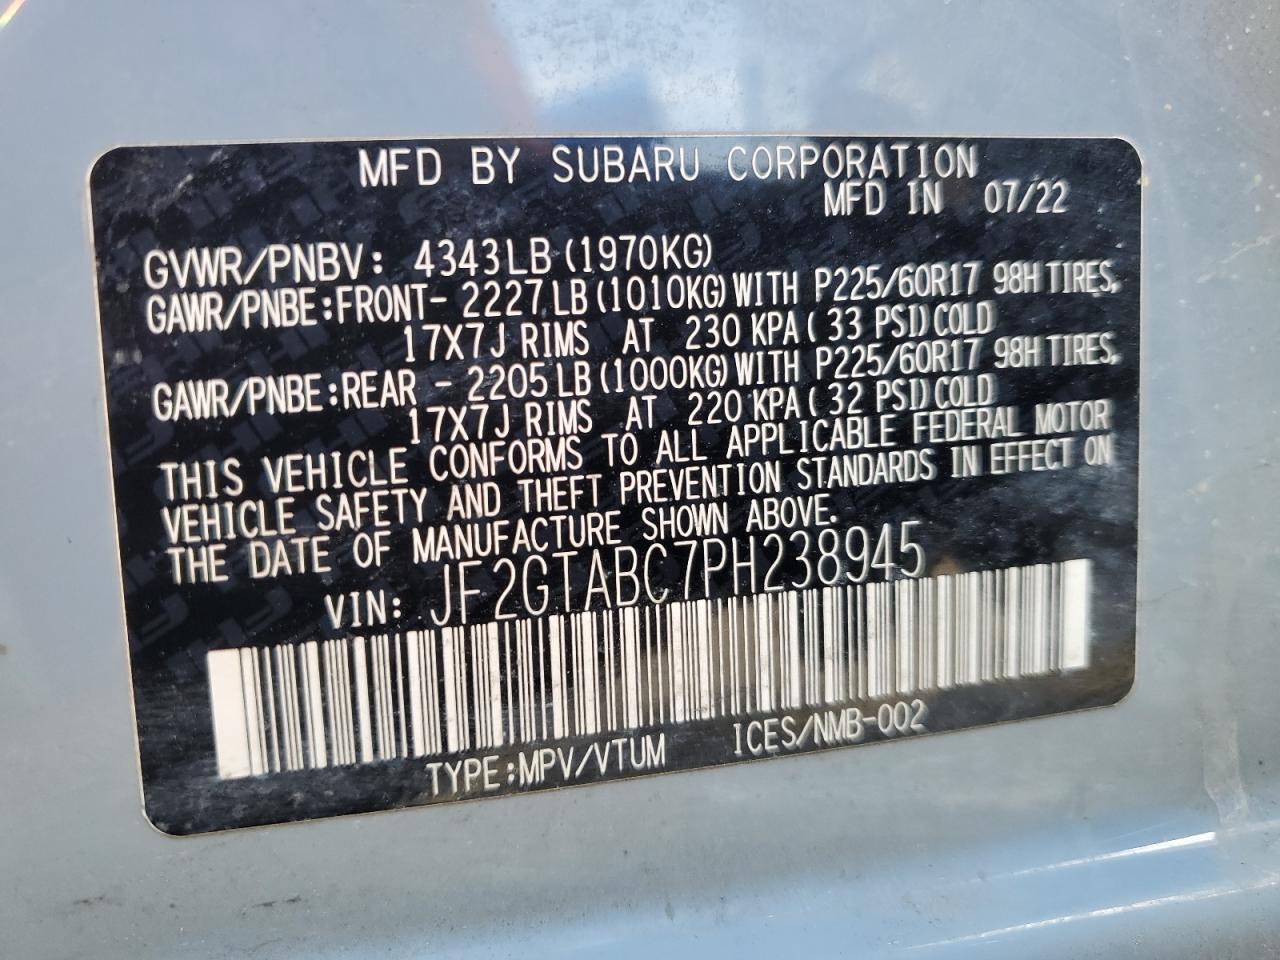 MFD BY SUBARU CORPORATION
MFD IN 07/22
GVWR/PNBV: 4343LB (1970KG)
GAWR/PNBE:FRONT- 2227LB(1010KG)WITH P225/60R17 98H TIRES,
17X7J RIMS AT 230 KPA( 33 PSI)COLD
GAWR/PNBE:REAR - 2205LB(1000KG)WITH P225/60R17 98H TIRES,
17X7J RIMS AT 220 KPA( 32 PSI)COLD
THIS VEHICLE CONFORMS TO ALL APPLICABLE FEDERAL MOTOR
VEHICLE SAFETY AND THEFT PREVENTION STANDARDS IN EFFECT ON
THE DATE OF MANUFACTURE SHOWN ABOVE.
VIN: JF2GTABC7PH238945
TYPE:MPV/VTUM ICES/NMB-002